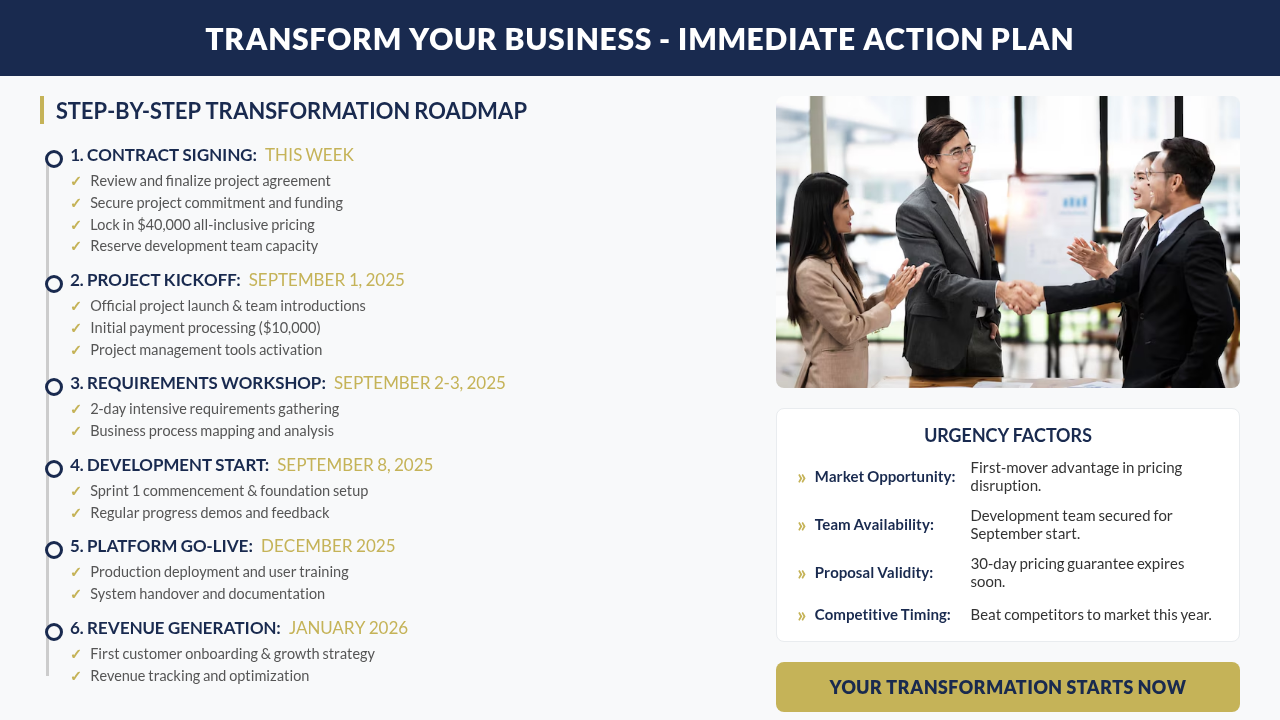 TRANSFORM YOUR BUSINESS - IMMEDIATE ACTION PLAN
STEP-BY-STEP TRANSFORMATION ROADMAP
1. CONTRACT SIGNING: THIS WEEK
✓ Review and finalize project agreement
✓ Secure project commitment and funding
✓ Lock in $40,000 all-inclusive pricing
✓ Reserve development team capacity
2. PROJECT KICKOFF: SEPTEMBER 1, 2025
✓ Official project launch & team introductions
✓ Initial payment processing ($10,000)
✓ Project management tools activation
3. REQUIREMENTS WORKSHOP: SEPTEMBER 2-3, 2025
✓ 2-day intensive requirements gathering
✓ Business process mapping and analysis
4. DEVELOPMENT START: SEPTEMBER 8, 2025
✓ Sprint 1 commencement & foundation setup
✓ Regular progress demos and feedback
5. PLATFORM GO-LIVE: DECEMBER 2025
✓ Production deployment and user training
✓ System handover and documentation
6. REVENUE GENERATION: JANUARY 2026
✓ First customer onboarding & growth strategy
✓ Revenue tracking and optimization
URGENCY FACTORS
» Market Opportunity: First-mover advantage in pricing
disruption.
» Team Availability: Development team secured for
September start.
» Proposal Validity: 30-day pricing guarantee expires
soon.
» Competitive Timing: Beat competitors to market this year.
YOUR TRANSFORMATION STARTS NOW